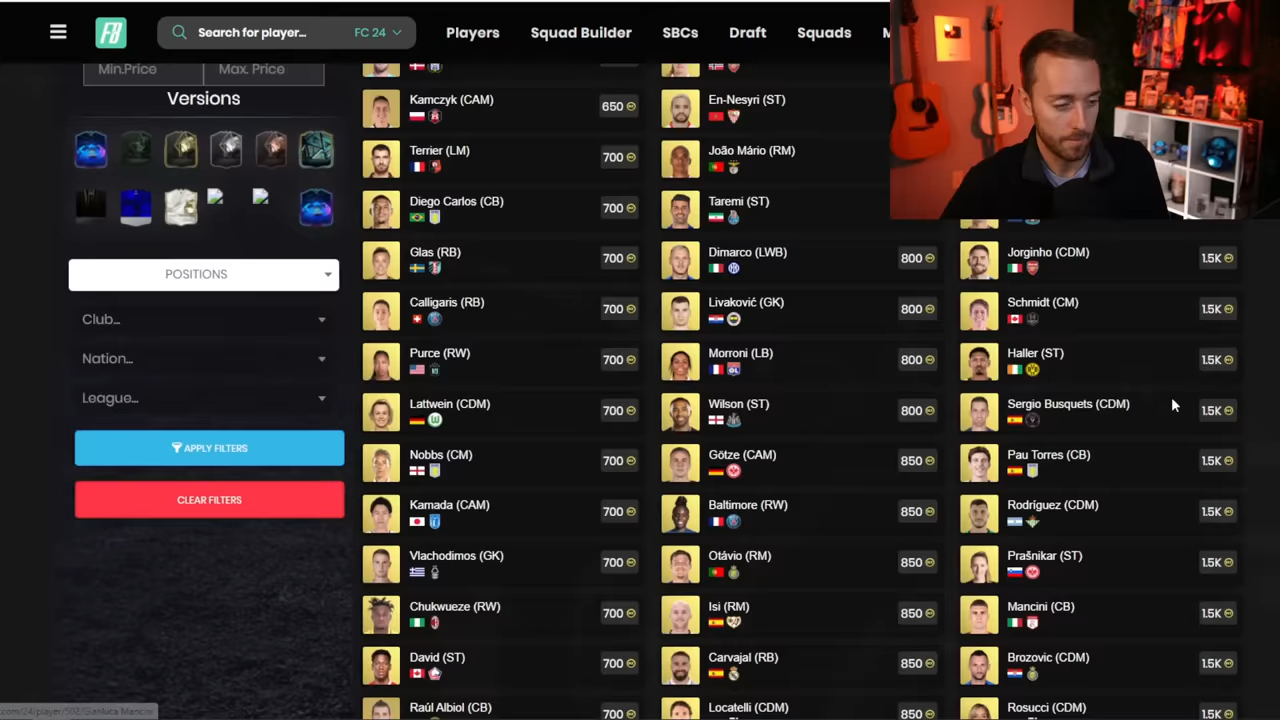 FB
Search for player...
FC 24
Players
Squad Builder
SBCs
Draft
Squads
Min.Price
Max. Price
Versions
POSITIONS
Club...
Nation...
League...
APPLY FILTERS
CLEAR FILTERS
Kamczyk (CAM)
650
Terrier (LM)
700
Diego Carlos (CB)
700
Glas (RB)
700
Calligaris (RB)
700
Purce (RW)
700
Lattwein (CDM)
700
Nobbs (CM)
700
Kamada (CAM)
700
Vlachodimos (GK)
700
Chukwueze (RW)
700
David (ST)
700
Raúl Albiol (CB)
700
En-Nesyri (ST)
João Mário (RM)
Taremi (ST)
Dimarco (LWB)
800
Livaković (GK)
800
Morroni (LB)
800
Wilson (ST)
800
Götze (CAM)
850
Baltimore (RW)
850
Otávio (RM)
850
Isi (RM)
850
Carvajal (RB)
850
Locatelli (CDM)
850
Jorginho (CDM)
1.5K
Schmidt (CM)
1.5K
Haller (ST)
1.5K
Sergio Busquets (CDM)
1.5K
Pau Torres (CB)
1.5K
Rodríguez (CDM)
1.5K
Prašnikar (ST)
1.5K
Mancini (CB)
1.5K
Brozovic (CDM)
1.5K
Rosucci (CDM)
1.5K
.com/24/player/502/Gianluca Mancini